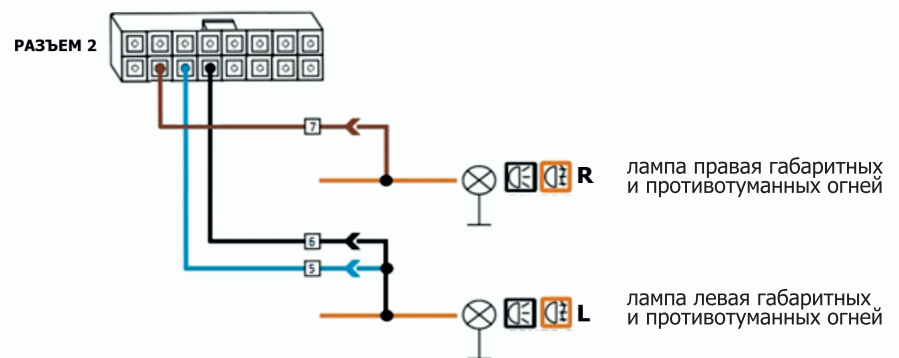 РАЗЪЕМ 2
7
R
лампа правая габаритных
и противотуманных огней
6
5
L
лампа левая габаритных
и противотуманных огней